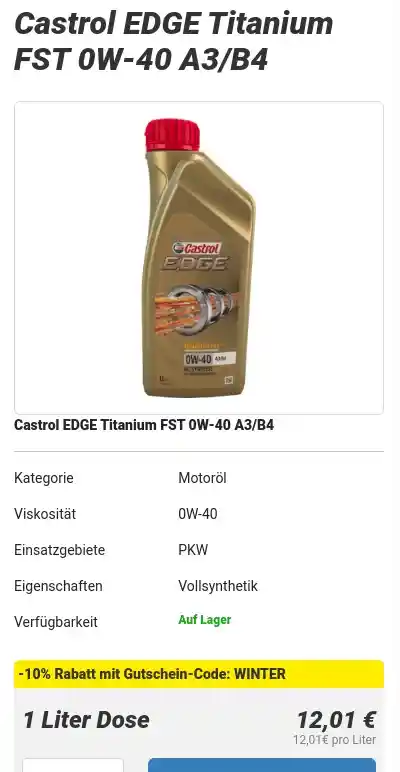 Castrol EDGE Titanium
FST 0W-40 A3/B4
Castrol
EDGE
0W-40
Castrol EDGE Titanium FST 0W-40 A3/B4
Kategorie Motoröl
Viskosität 0W-40
Einsatzgebiete PKW
Eigenschaften Vollsynthetik
Verfügbarkeit Auf Lager
-10% Rabatt mit Gutschein-Code: WINTER
1 Liter Dose 12,01 €
12,01€ pro Liter